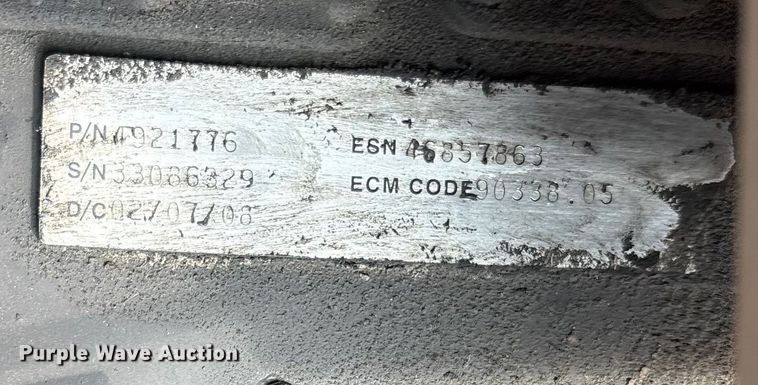 P/N 4921776
ESN 46857863
S/N 33086329
ECM CODE 90338.05
D/C 02/07/08
Purple Wave Auction